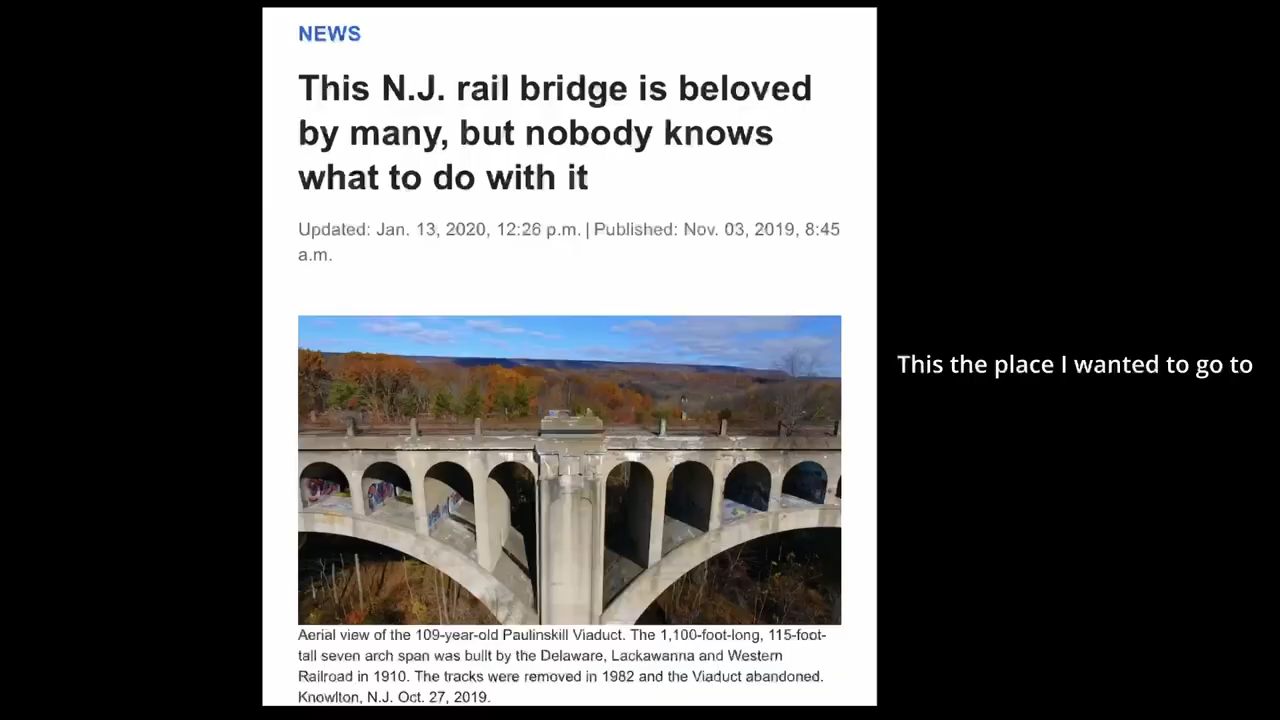 NEWS
This N.J. rail bridge is beloved
by many, but nobody knows
what to do with it
Updated: Jan. 13, 2020, 12:26 p.m. | Published: Nov. 03, 2019, 8:45
a.m.
This the place I wanted to go to
Aerial view of the 109-year-old Paulinskill Viaduct. The 1,100-foot-long, 115-foot-
tall seven arch span was built by the Delaware, Lackawanna and Western
Railroad in 1910. The tracks were removed in 1982 and the Viaduct abandoned.
Knowlton, N.J. Oct. 27, 2019.